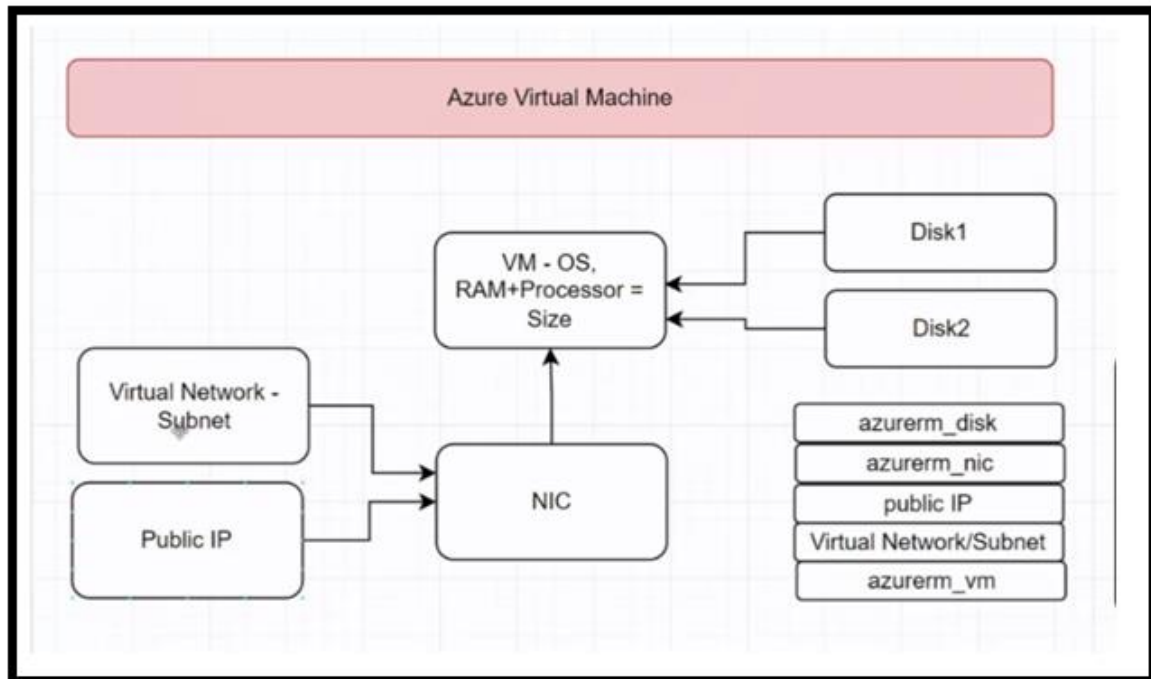 Azure Virtual Machine
Disk1
VM - OS,
RAM+Processor =
Size
Disk2
Virtual Network -
Subnet
Public IP
NIC
azurerm_disk
azurerm_nic
public IP
Virtual Network/Subnet
azurerm_vm